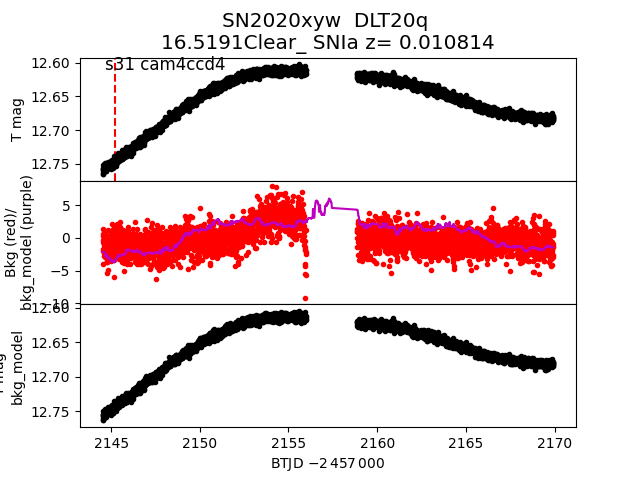 SN2020xyw  DLT20q
16.5191Clear_ SNIa z= 0.010814
s31 cam4ccd4
12.60
12.65
12.70
12.75
T mag
5
0
−5
−10
Bkg (red)/
bkg_model (purple)
12.60
12.65
12.70
12.75
mag
bkg_model
2145
2150
2155
2160
2165
2170
BTJD −2 457 000